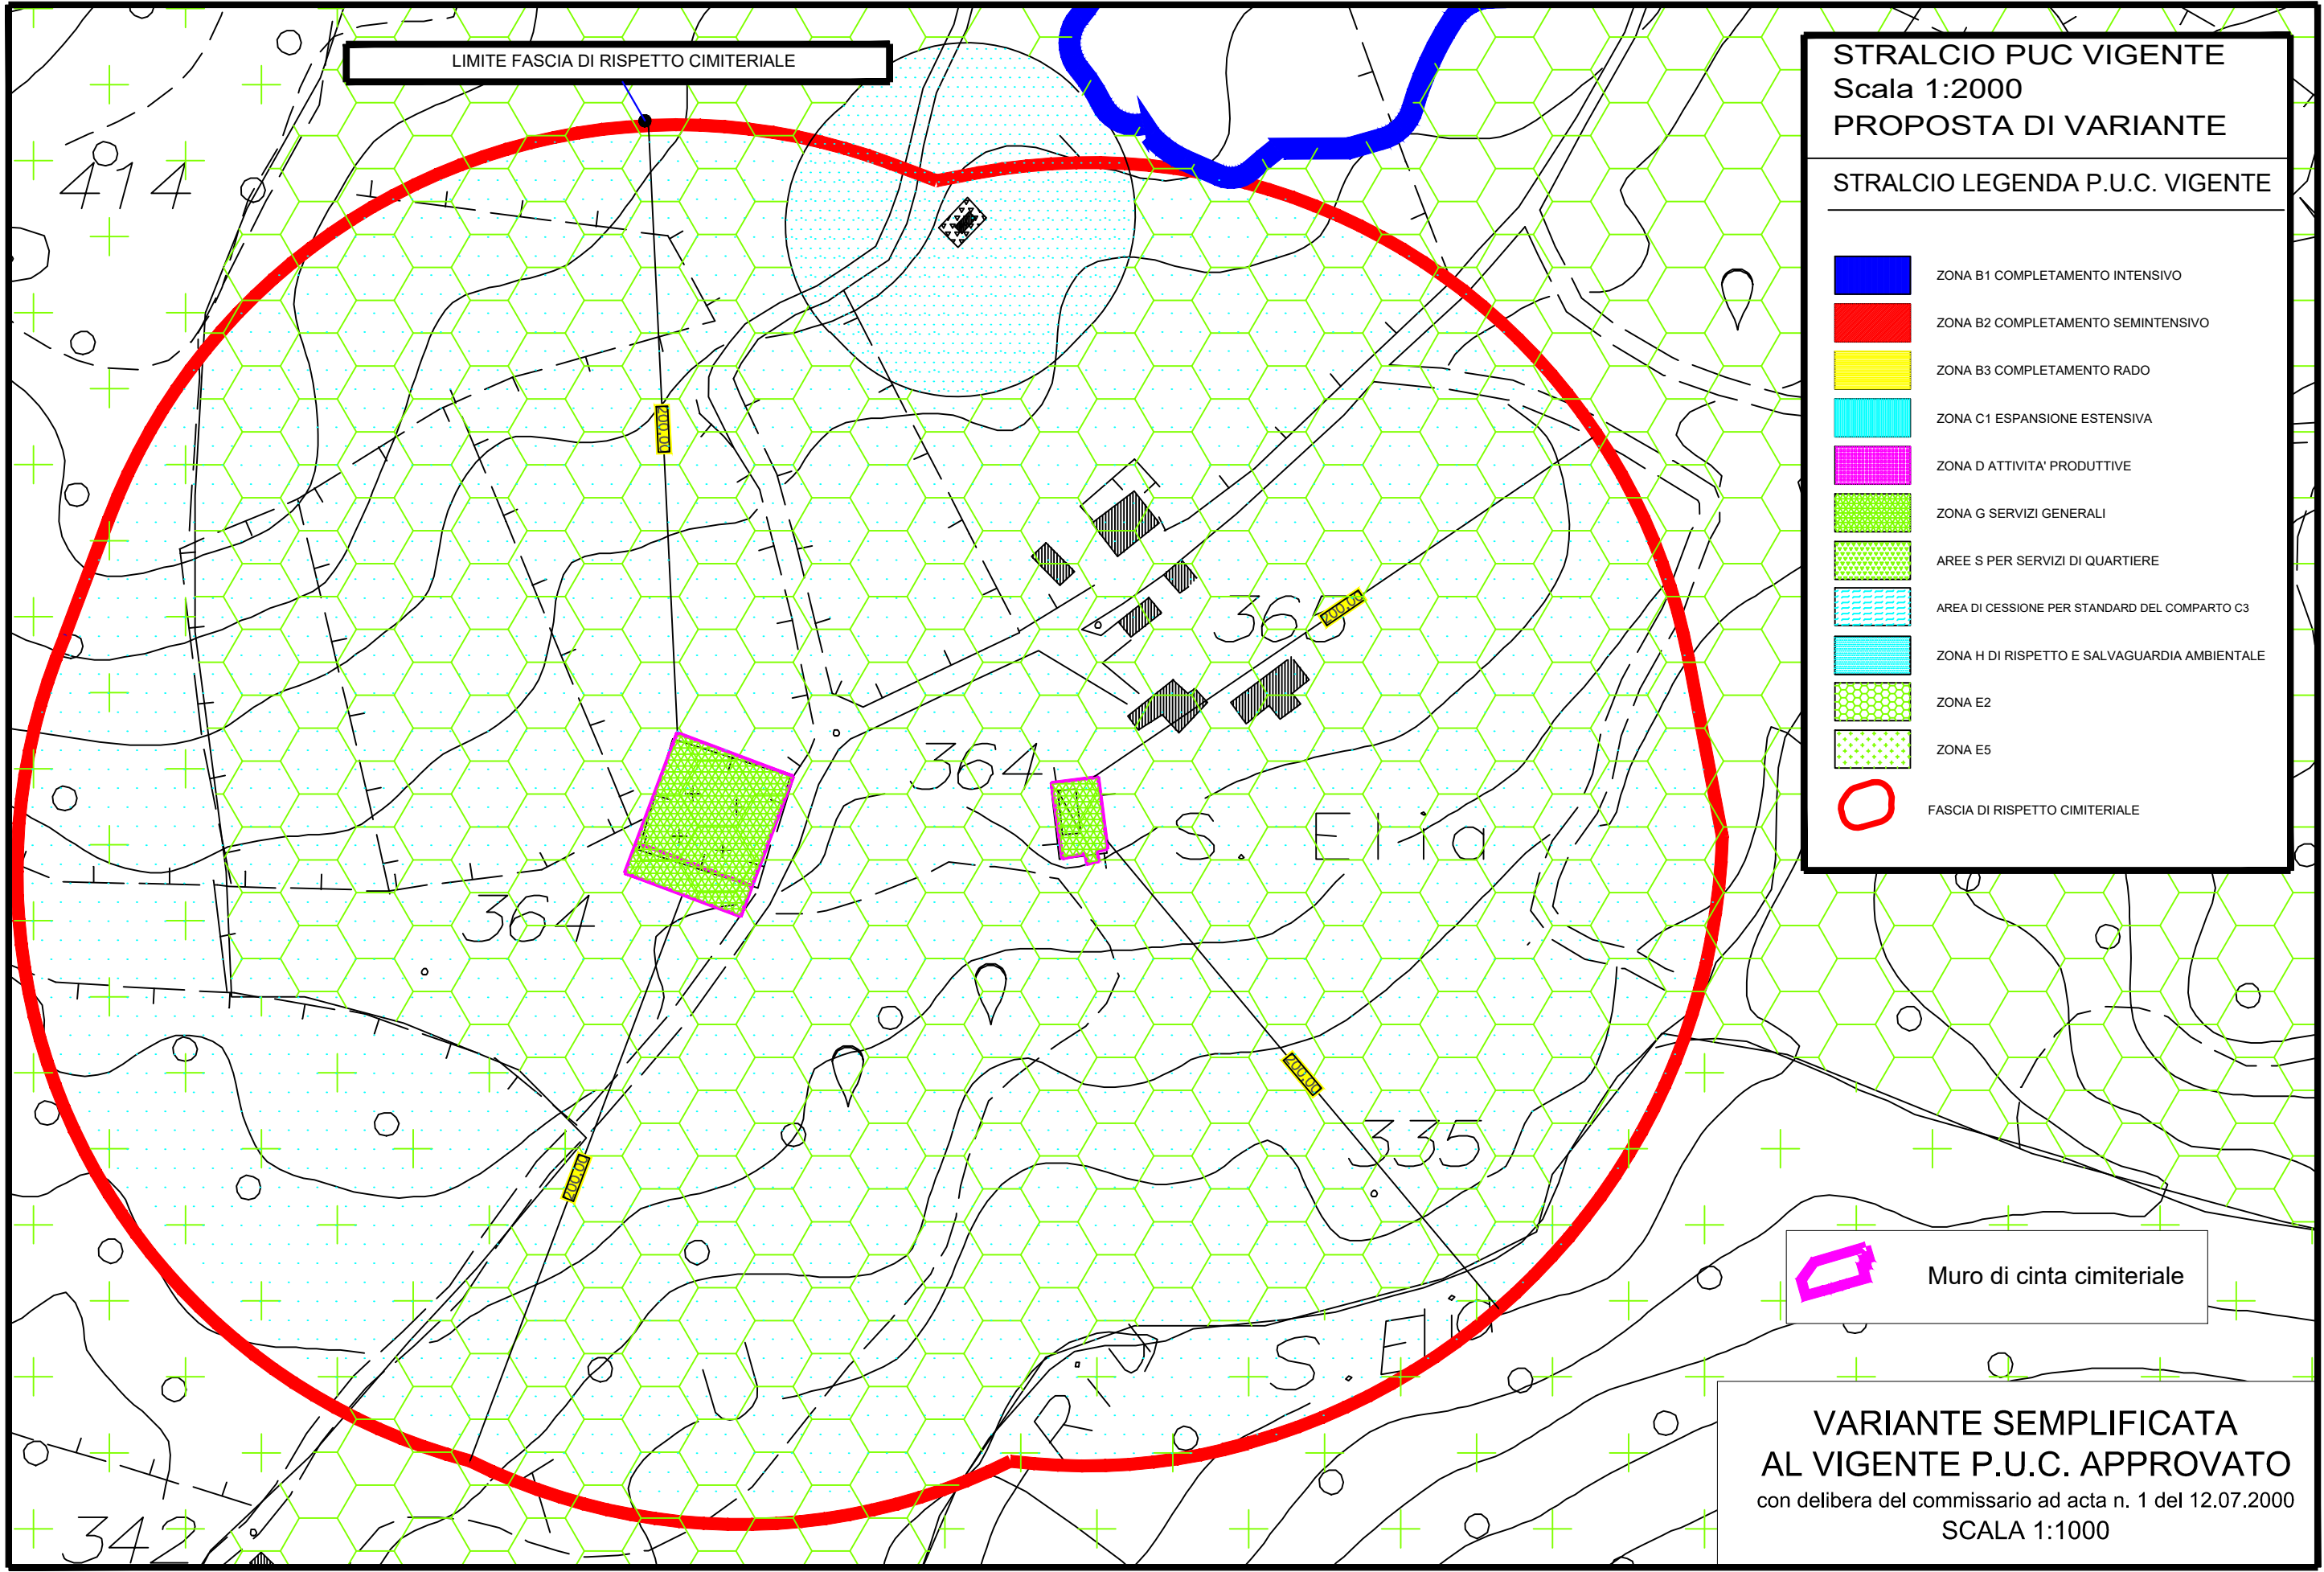 LIMITE FASCIA DI RISPETTO CIMITERIALE
STRALCIO PUC VIGENTE
Scala 1:2000
PROPOSTA DI VARIANTE
STRALCIO LEGENDA P.U.C. VIGENTE
ZONA B1 COMPLETAMENTO INTENSIVO
ZONA B2 COMPLETAMENTO SEMINTENSIVO
ZONA B3 COMPLETAMENTO RADO
ZONA C1 ESPANSIONE ESTENSIVA
ZONA D ATTIVITA' PRODUTTIVE
ZONA G SERVIZI GENERALI
AREE S PER SERVIZI DI QUARTIERE
AREA DI CESSIONE PER STANDARD DEL COMPARTO C3
ZONA H DI RISPETTO E SALVAGUARDIA AMBIENTALE
ZONA E2
ZONA E5
FASCIA DI RISPETTO CIMITERIALE
414
200.00
365
200.00
364
S. Elia
364
200.00
335
200.00
S. Elia
342
Muro di cinta cimiteriale
VARIANTE SEMPLIFICATA
AL VIGENTE P.U.C. APPROVATO
con delibera del commissario ad acta n. 1 del 12.07.2000
SCALA 1:1000